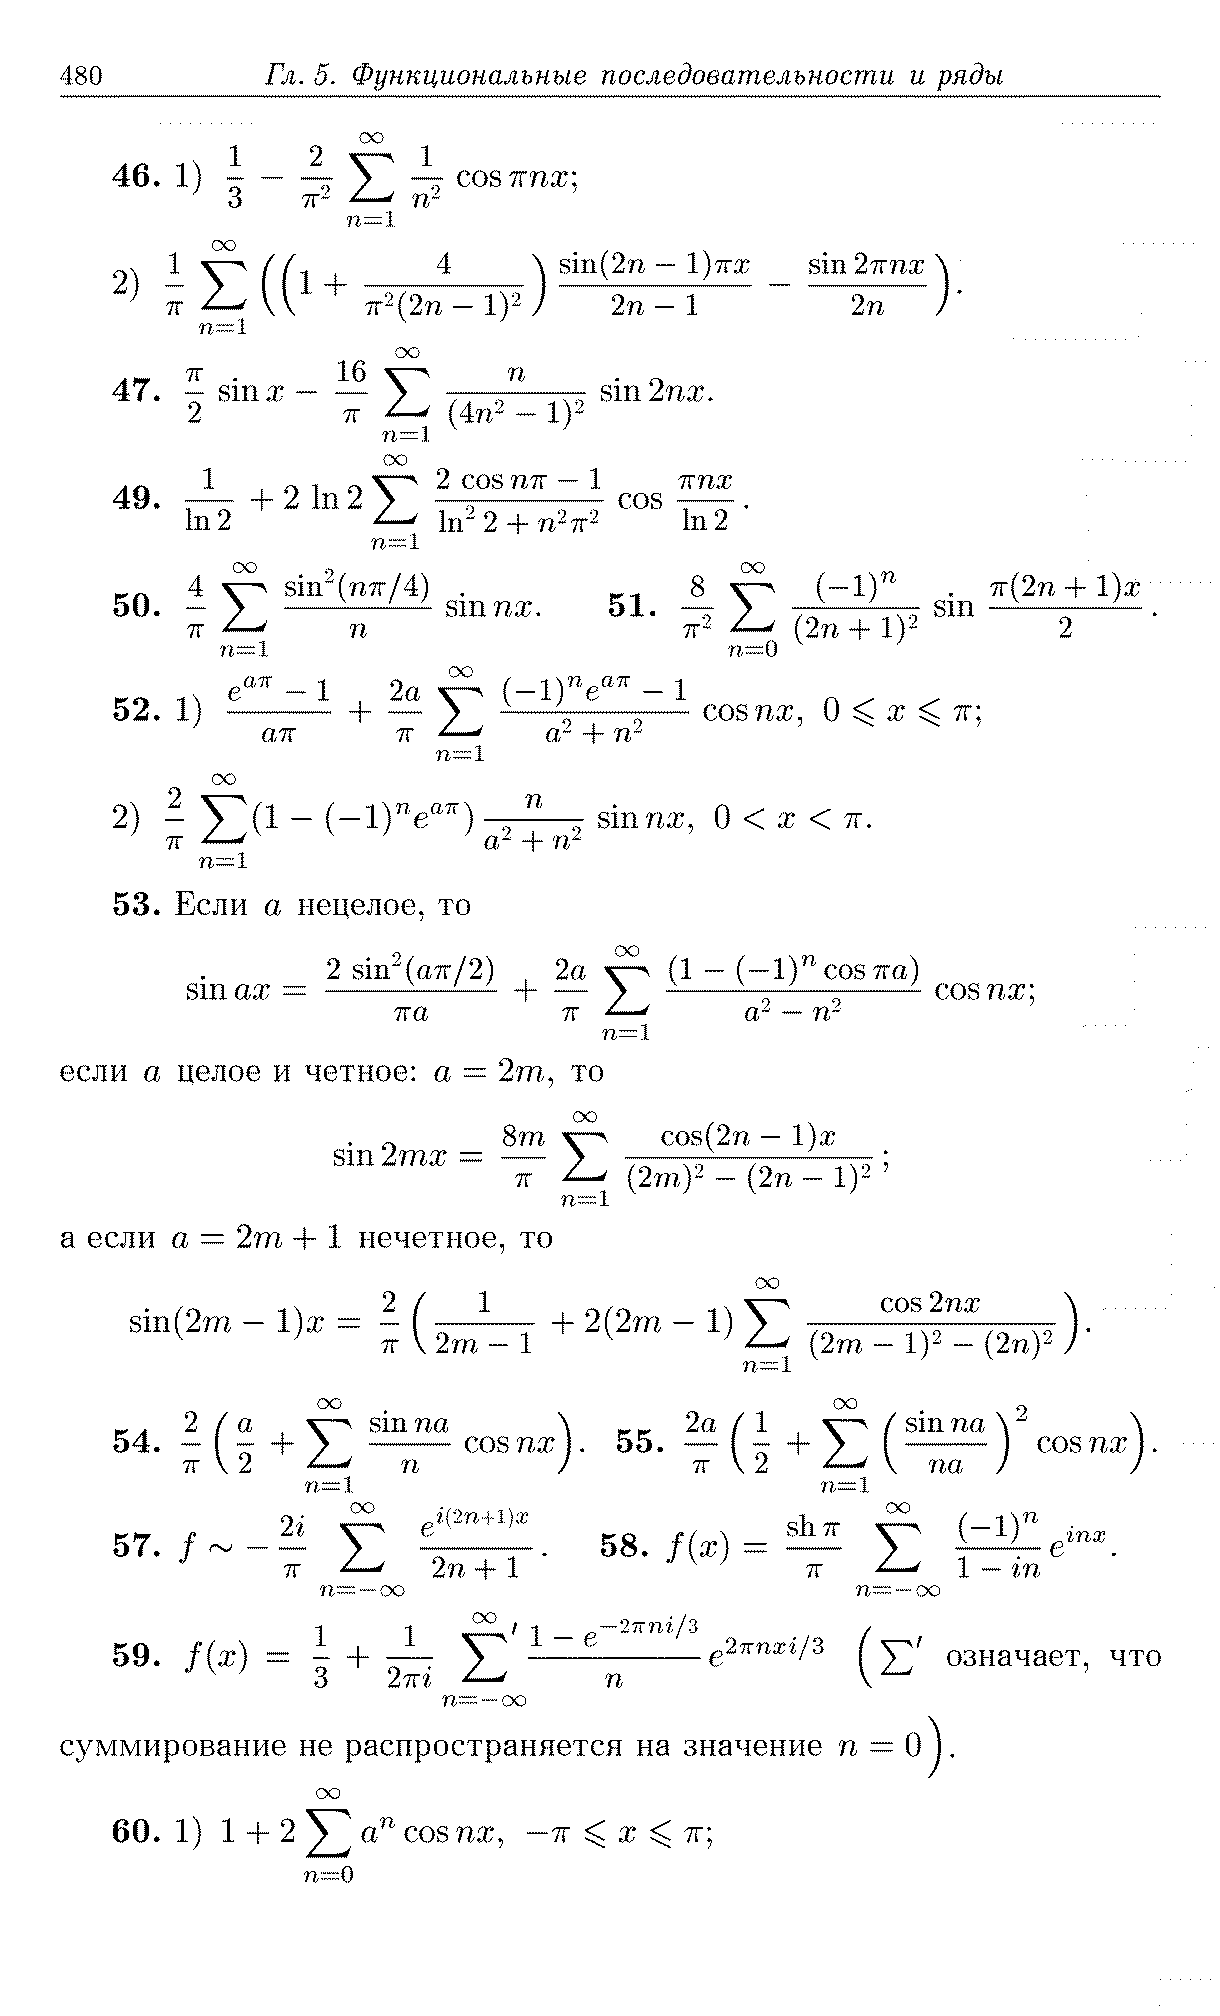 480 Гл. 5. Функциональные последовательности и ряды
46. 1) $\frac{1}{3} - \frac{2}{\pi^2} \sum_{n=1}^{\infty} \frac{1}{n^2} \cos \pi n x$;
2) $\frac{1}{\pi} \sum_{n=1}^{\infty} \left( \left( 1 + \frac{4}{\pi^2(2n-1)^2} \right) \frac{\sin(2n-1)\pi x}{2n-1} - \frac{\sin 2\pi n x}{2n} \right)$.
47. $\frac{\pi}{2} \sin x - \frac{16}{\pi} \sum_{n=1}^{\infty} \frac{n}{(4n^2-1)^2} \sin 2nx$.
49. $\frac{1}{\ln 2} + 2 \ln 2 \sum_{n=1}^{\infty} \frac{2 \cos n\pi - 1}{\ln^2 2 + n^2\pi^2} \cos \frac{\pi n x}{\ln 2}$.
50. $\frac{4}{\pi} \sum_{n=1}^{\infty} \frac{\sin^2(n\pi/4)}{n} \sin nx$. 51. $\frac{8}{\pi^2} \sum_{n=0}^{\infty} \frac{(-1)^n}{(2n+1)^2} \sin \frac{\pi(2n+1)x}{2}$.
52. 1) $\frac{e^{a\pi} - 1}{a\pi} + \frac{2a}{\pi} \sum_{n=1}^{\infty} \frac{(-1)^n e^{a\pi} - 1}{a^2 + n^2} \cos nx, \ 0 \leqslant x \leqslant \pi$;
2) $\frac{2}{\pi} \sum_{n=1}^{\infty} (1 - (-1)^n e^{a\pi}) \frac{n}{a^2 + n^2} \sin nx, \ 0 < x < \pi$.
53. Если $a$ нецелое, то
$\sin ax = \frac{2 \sin^2(a\pi/2)}{\pi a} + \frac{2a}{\pi} \sum_{n=1}^{\infty} \frac{(1 - (-1)^n \cos \pi a)}{a^2 - n^2} \cos nx$;
если $a$ целое и четное: $a = 2m$, то
$\sin 2mx = \frac{8m}{\pi} \sum_{n=1}^{\infty} \frac{\cos(2n-1)x}{(2m)^2 - (2n-1)^2}$;
а если $a = 2m + 1$ нечетное, то
$\sin(2m-1)x = \frac{2}{\pi} \left( \frac{1}{2m-1} + 2(2m-1) \sum_{n=1}^{\infty} \frac{\cos 2nx}{(2m-1)^2 - (2n)^2} \right)$.
54. $\frac{2}{\pi} \left( \frac{a}{2} + \sum_{n=1}^{\infty} \frac{\sin na}{n} \cos nx \right)$. 55. $\frac{2a}{\pi} \left( \frac{1}{2} + \sum_{n=1}^{\infty} \left( \frac{\sin na}{na} \right)^2 \cos nx \right)$.
57. $f \sim -\frac{2i}{\pi} \sum_{n=-\infty}^{\infty} \frac{e^{i(2n+1)x}}{2n+1}$. 58. $f(x) = \frac{\operatorname{sh} \pi}{\pi} \sum_{n=-\infty}^{\infty} \frac{(-1)^n}{1 - in} e^{inx}$.
59. $f(x) = \frac{1}{3} + \frac{1}{2\pi i} \sum_{n=-\infty}^{\infty}{}' \frac{1 - e^{-2\pi n i/3}}{n} e^{2\pi n x i/3}$ $\left( \sum{}' \right.$ означает, что
суммирование не распространяется на значение $\left. n = 0 \right)$.
60. 1) $1 + 2 \sum_{n=0}^{\infty} a^n \cos nx, \ -\pi \leqslant x \leqslant \pi$;